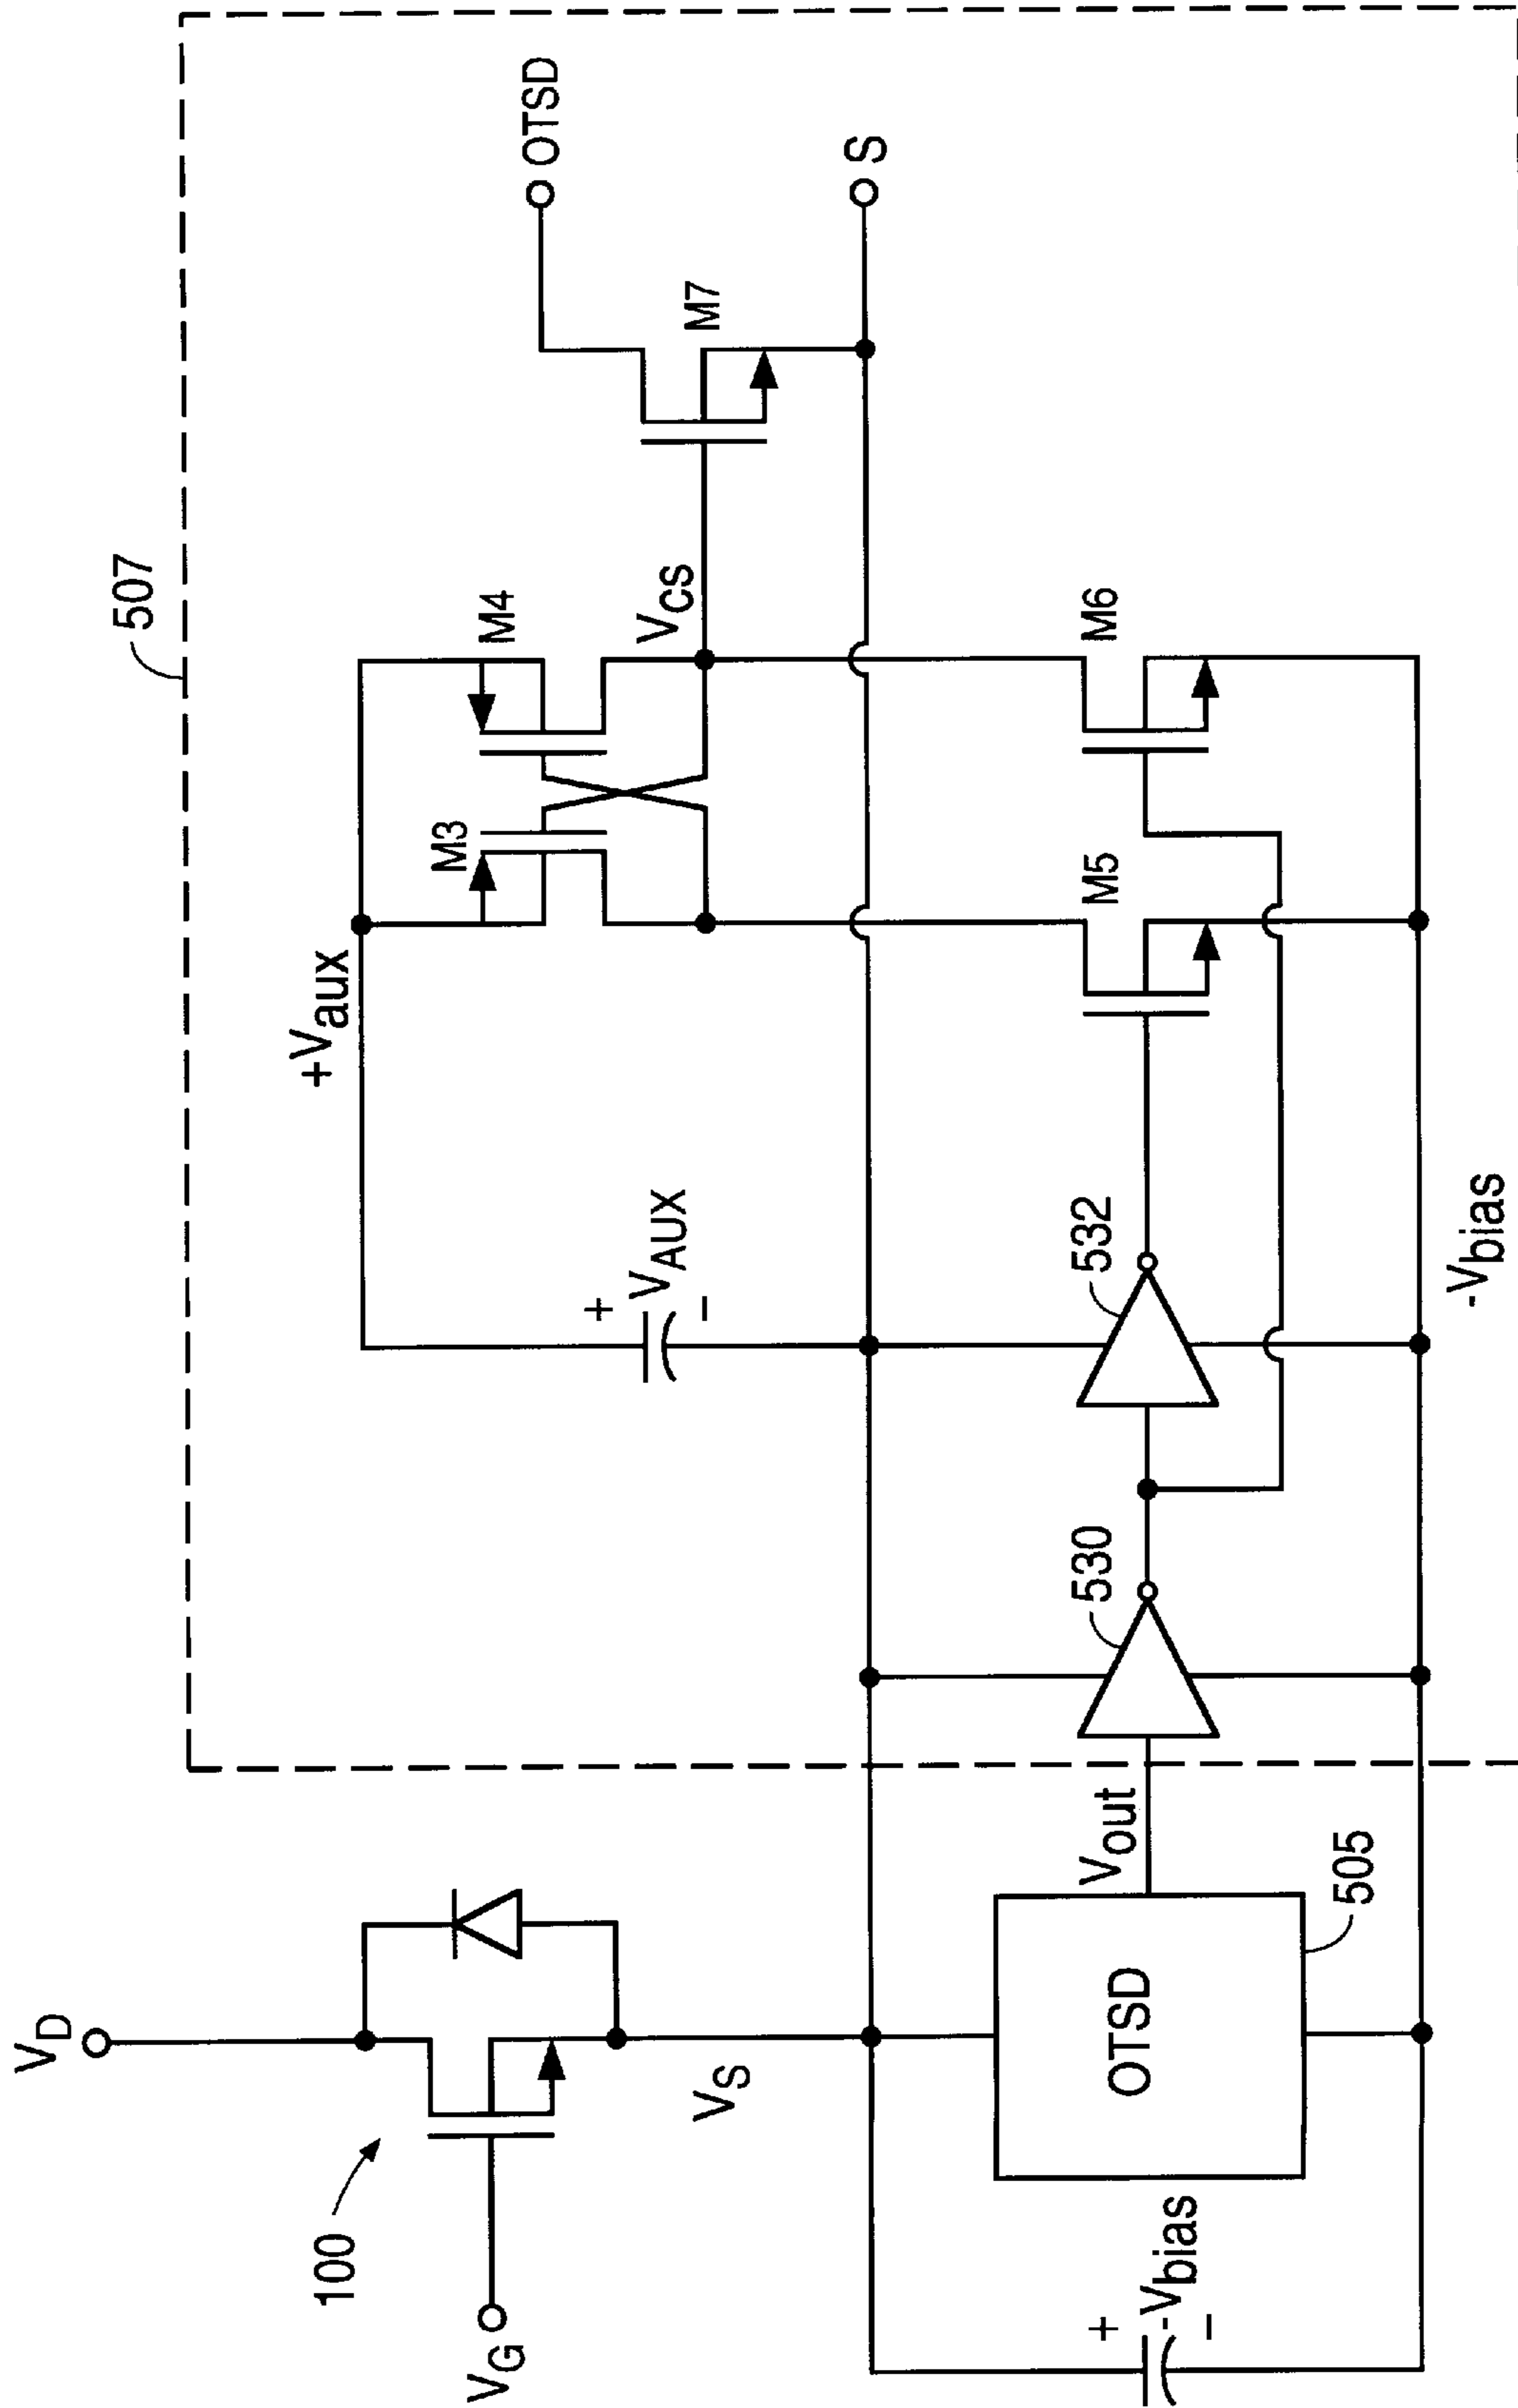 507
+Vaux
M3
M4
VCS
M7
OTSD
S
VAUX
+
–
VD
100
VG
VS
+
-Vbias
–
OTSD
505
Vout
530
532
M5
M6
-Vbias